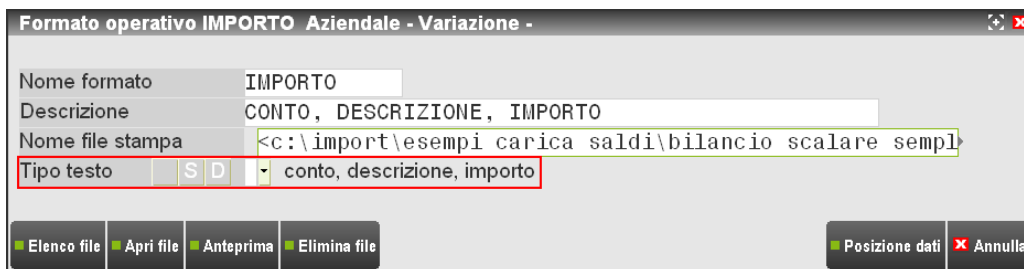 Formato operativo IMPORTO Aziendale - Variazione -
Nome formato IMPORTO
Descrizione CONTO, DESCRIZIONE, IMPORTO
Nome file stampa <c:\import\esempi carica saldi\bilancio scalare sempl
Tipo testo S D conto, descrizione, importo
Elenco file Apri file Anteprima Elimina file Posizione dati Annulla